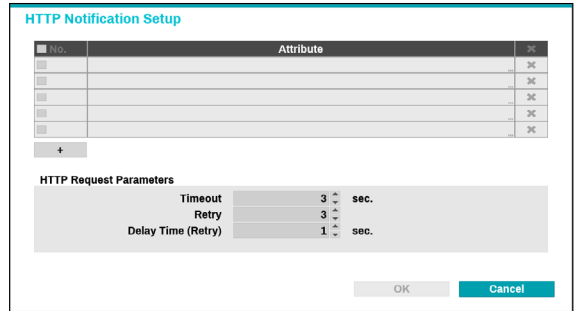 HTTP Notification Setup
No. Attribute
...
...
...
...
...
+
HTTP Request Parameters
Timeout 3 sec.
Retry 3
Delay Time (Retry) 1 sec.
OK Cancel